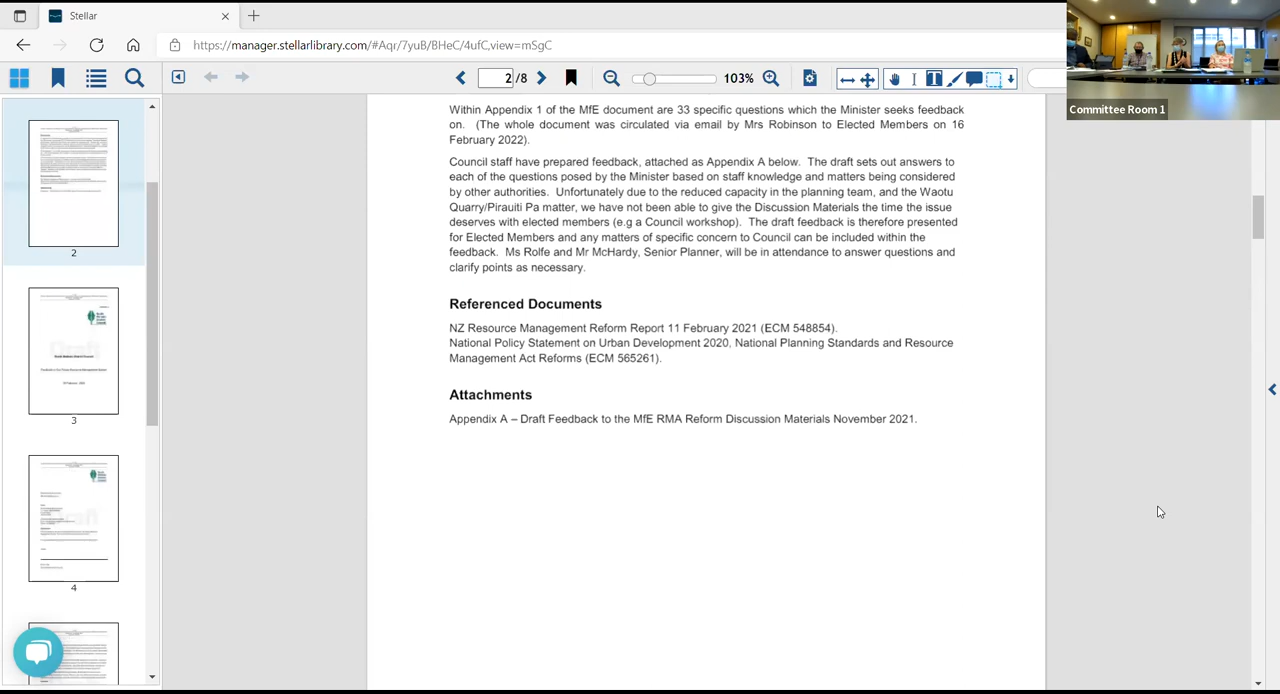 Stellar
https://manager.stellarlibrary.com/#Aqr/7yuB/BHeC/4ufC,view=mSgC
2 /8
103%
Committee Room 1
Within Appendix 1 of the MfE document are 33 specific questions which the Minister seeks feedback
on. (The whole document was circulated via email by Mrs Robinson to Elected Members on 16
February 2022).
Council staff have prepared feedback, attached as Appendix A below. The draft sets out answers to
each of the questions posed by the Minister based on staff knowledge and matters being considered
by other authorities. Unfortunately due to the reduced capacity in the planning team, and the Waotu
Quarry/Pirauiti Pa matter, we have not been able to give the Discussion Materials the time the issue
deserves with elected members (e.g a Council workshop). The draft feedback is therefore presented
for Elected Members and any matters of specific concern to Council can be included within the
feedback. Ms Rolfe and Mr McHardy, Senior Planner, will be in attendance to answer questions and
clarify points as necessary.
Referenced Documents
NZ Resource Management Reform Report 11 February 2021 (ECM 548854).
National Policy Statement on Urban Development 2020, National Planning Standards and Resource
Management Act Reforms (ECM 565261).
Attachments
Appendix A – Draft Feedback to the MfE RMA Reform Discussion Materials November 2021.
2
3
4